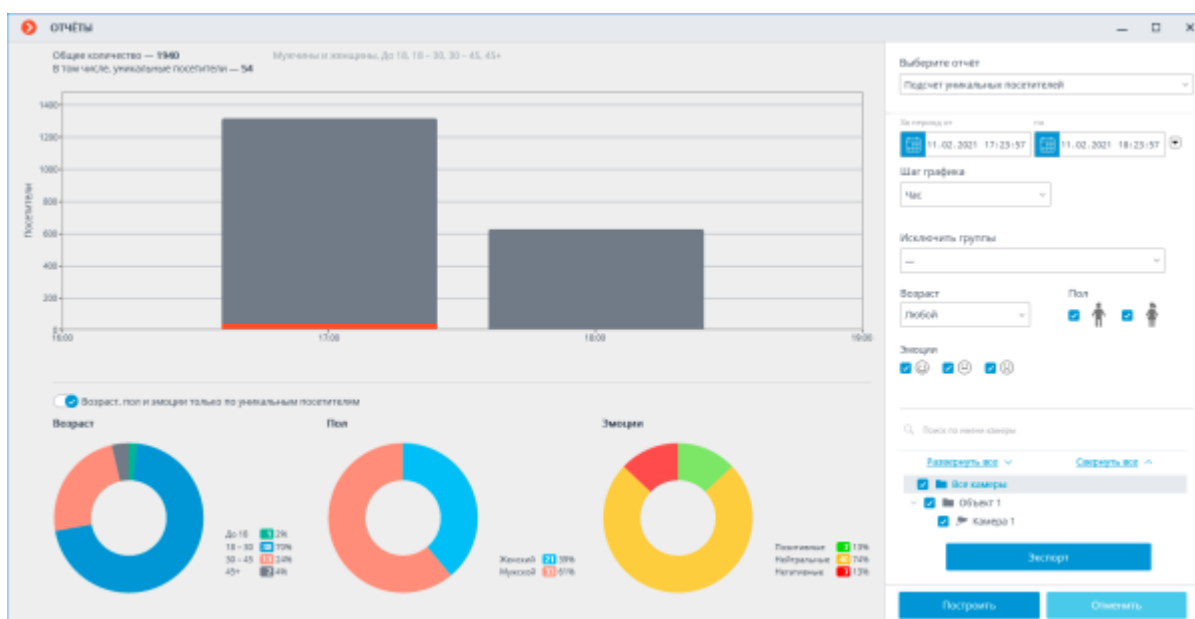 ОТЧЁТЫ
Общее количество — 1940
В том числе, уникальные посетители — 54
Мужчины и женщины, До 18, 18 – 30, 30 – 45, 45+
Посетители
1400
1200
1000
800
600
400
200
0
16:00
17:00
18:00
19:00
Возраст, пол и эмоции только по уникальным посетителям
Возраст
До 18 1 2%
18 – 30 38 70%
30 – 45 13 24%
45+ 2 4%
Пол
Женский 21 39%
Мужской 33 61%
Эмоции
Позитивные 7 13%
Нейтральные 40 74%
Негативные 7 13%
Выберите отчёт
Подсчет уникальных посетителей
За период от
по
11.02.2021 17:23:57
11.02.2021 18:23:57
Шаг графика
Час
Исключить группы
—
Возраст
Пол
Любой
Эмоции
Поиск по имени камеры
Развернуть все
Свернуть все
Все камеры
Объект 1
Камера 1
Экспорт
Построить
Отменить